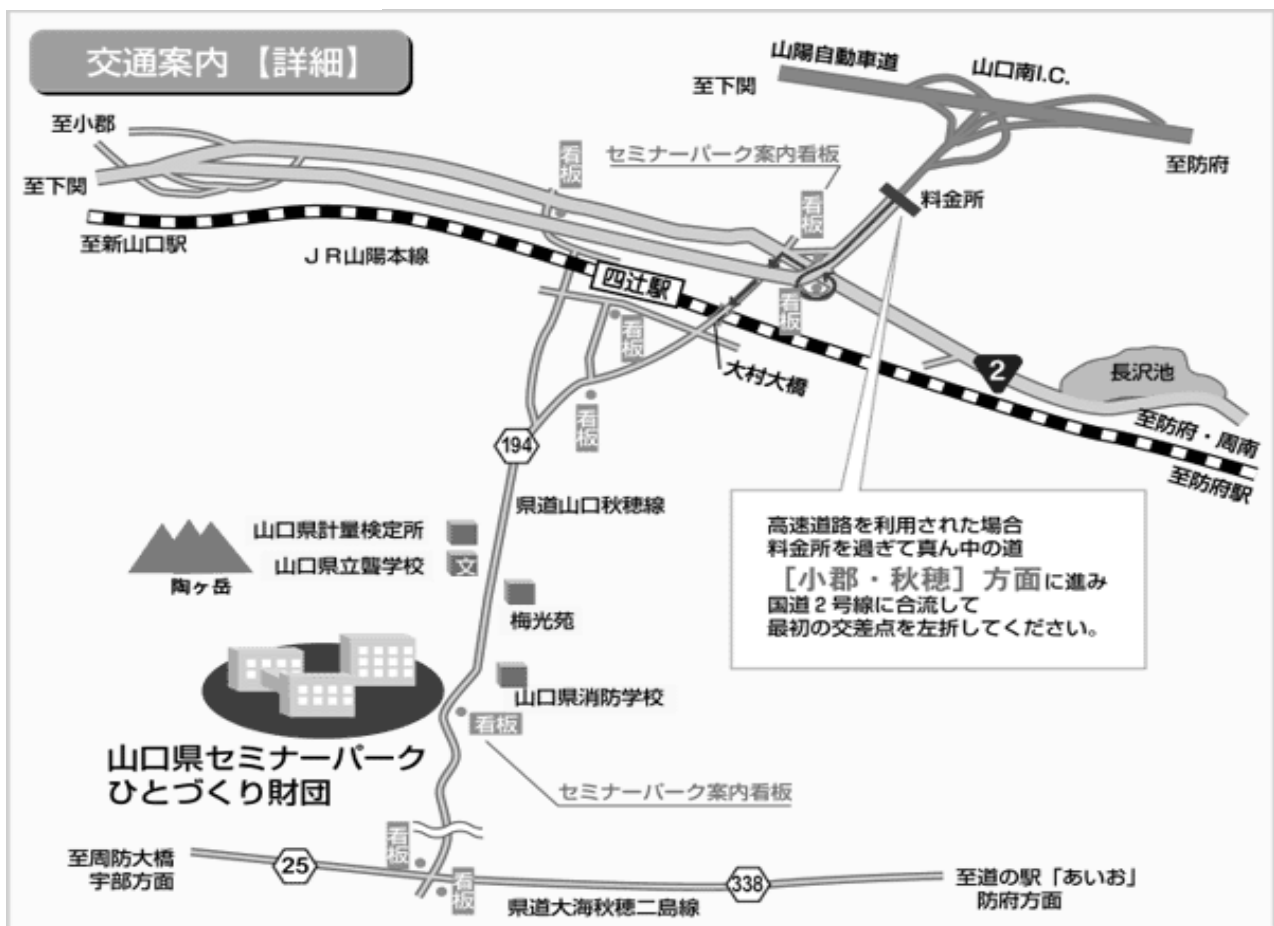 交通案内【詳細】
山陽自動車道
山口南I.C.
至下関
至防府
至小郡
至下関
看板
セミナーパーク案内看板
看板
料金所
至新山口駅
JR山陽本線
四辻駅
看板
看板
大村大橋
2
長沢池
至防府・周南
至防府駅
看板
194
県道山口秋穂線
高速道路を利用された場合
料金所を過ぎて真ん中の道
［小郡・秋穂］方面に進み
国道2号線に合流して
最初の交差点を左折してください。
山口県計量検定所
山口県立聾学校
文
陶ヶ岳
梅光苑
山口県消防学校
看板
山口県セミナーパーク
ひとづくり財団
セミナーパーク案内看板
看板
至周防大橋
宇部方面
25
看板
338
県道大海秋穂二島線
至道の駅「あいお」
防府方面